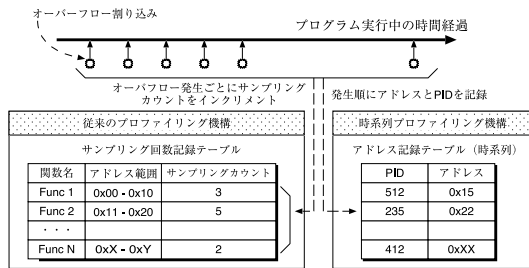 オーバーフロー割り込み
プログラム実行中の時間経過
オーバフロー発生ごとにサンプリング
カウントをインクリメント
発生順にアドレスとPIDを記録
従来のプロファイリング機構
サンプリング回数記録テーブル
関数名 アドレス範囲 サンプリングカウント
Func 1 0x00 - 0x10 3
Func 2 0x11 - 0x20 5
・・・
Func N 0xX - 0xY 2
時系列プロファイリング機構
アドレス記録テーブル（時系列）
PID アドレス
512 0x15
235 0x22
412 0xXX